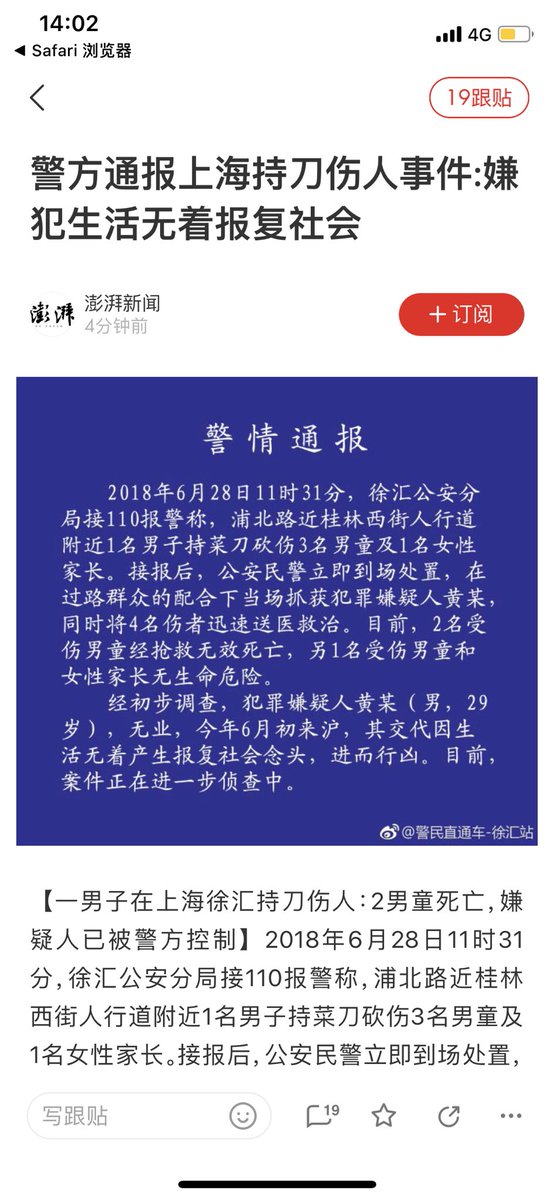 14:02
4G
◀ Safari 浏览器
19跟贴
警方通报上海持刀伤人事件:嫌
犯生活无着报复社会
澎湃
澎湃新闻
4分钟前
+ 订阅
警情通报
2018年6月28日11时31分，徐汇公安分
局接110报警称，浦北路近桂林西街人行道
附近1名男子持菜刀砍伤3名男童及1名女性
家长。接报后，公安民警立即到场处置，在
过路群众的配合下当场抓获犯罪嫌疑人黄某，
同时将4名伤者迅速送医救治。目前，2名受
伤男童经抢救无效死亡，另1名受伤男童和
女性家长无生命危险。
经初步调查，犯罪嫌疑人黄某（男，29
岁），无业，今年6月初来沪，其交代因生
活无着产生报复社会念头，进而行凶。目前，
案件正在进一步侦查中。
@警民直通车-徐汇站
【一男子在上海徐汇持刀伤人:2男童死亡,嫌
疑人已被警方控制】2018年6月28日11时31
分,徐汇公安分局接110报警称,浦北路近桂林
西街人行道附近1名男子持菜刀砍伤3名男童及
1名女性家长。接报后,公安民警立即到场处置,
写跟贴
19